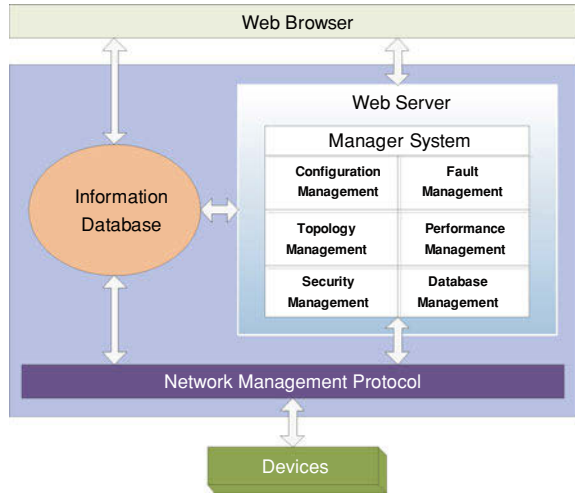 Web Browser
Web Server
Manager System
Information
Database
Configuration
Management
Fault
Management
Topology
Management
Performance
Management
Security
Management
Database
Management
Network Management Protocol
Devices